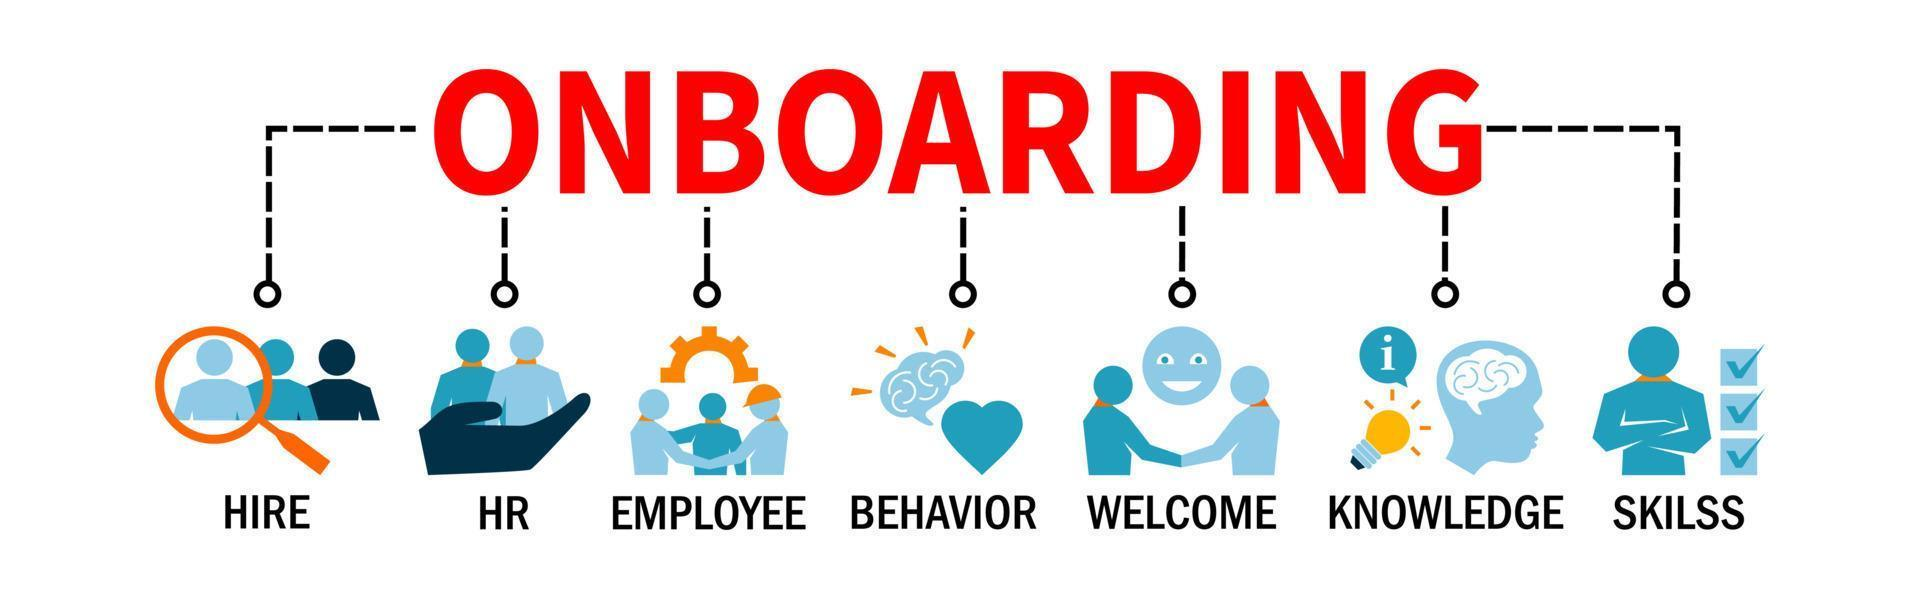 ONBOARDING
i
HIRE
HR
EMPLOYEE
BEHAVIOR
WELCOME
KNOWLEDGE
SKILSS